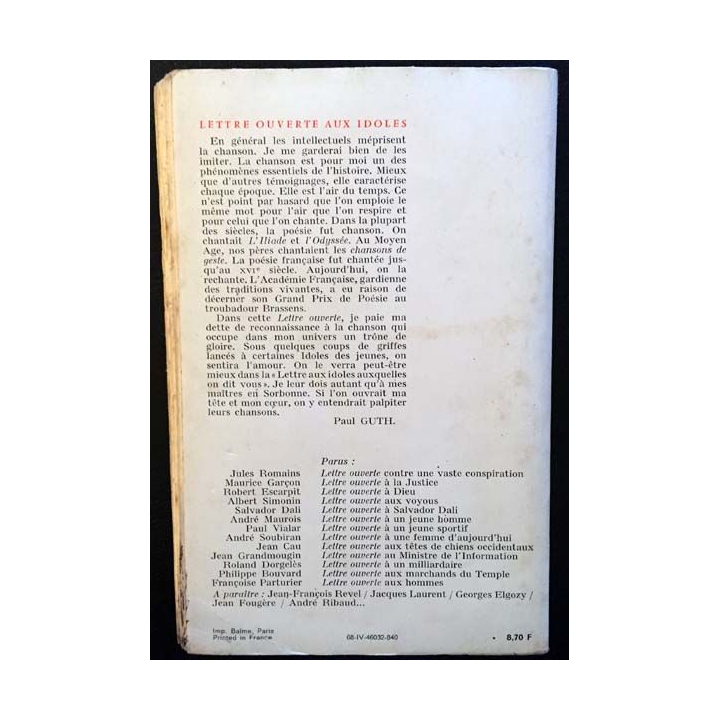 LETTRE OUVERTE AUX IDOLES
En général les intellectuels méprisent
la chanson. Je me garderai bien de les
imiter. La chanson est pour moi un des
phénomènes essentiels de l'histoire. Mieux
que d'autres témoignages, elle caractérise
chaque époque. Elle est l'air du temps. Ce
n'est point par hasard que l'on emploie le
même mot pour l'air que l'on respire et
pour celui que l'on chante. Dans la plupart
des siècles, la poésie fut chanson. On
chantait L'Iliade et l'Odyssée. Au Moyen
Age, nos pères chantaient les chansons de
geste. La poésie française fut chantée jus-
qu'au XVIe siècle. Aujourd'hui, on la
rechante. L'Académie Française, gardienne
des traditions vivantes, a eu raison de
décerner son Grand Prix de Poésie au
troubadour Brassens.
Dans cette Lettre ouverte, je paie ma
dette de reconnaissance à la chanson qui
occupe dans mon univers un trône de
gloire. Sous quelques coups de griffes
lancés à certaines Idoles des jeunes, on
sentira l'amour. On le verra peut-être
mieux dans la « Lettre aux idoles auxquelles
on dit vous ». Je leur dois autant qu'à mes
maîtres en Sorbonne. Si l'on ouvrait ma
tête et mon cœur, on y entendrait palpiter
leurs chansons.
Paul GUTH.
Parus :
Jules Romains Lettre ouverte contre une vaste conspiration
Maurice Garçon Lettre ouverte à la Justice
Robert Escarpit Lettre ouverte à Dieu
Albert Simonin Lettre ouverte aux voyous
Salvador Dali Lettre ouverte à Salvador Dali
André Maurois Lettre ouverte à un jeune homme
Paul Vialar Lettre ouverte à un jeune sportif
André Soubiran Lettre ouverte à une femme d'aujourd'hui
Jean Cau Lettre ouverte aux têtes de chiens occidentaux
Jean Grandmougin Lettre ouverte au Ministre de l'Information
Roland Dorgelès Lettre ouverte à un milliardaire
Philippe Bouvard Lettre ouverte aux marchands du Temple
Françoise Parturier Lettre ouverte aux hommes
A paraître : Jean-François Revel / Jacques Laurent / Georges Elgozy /
Jean Fougère / André Ribaud...
Imp. Balme, Paris
Printed in France
68-IV-46032-840
8,70 F